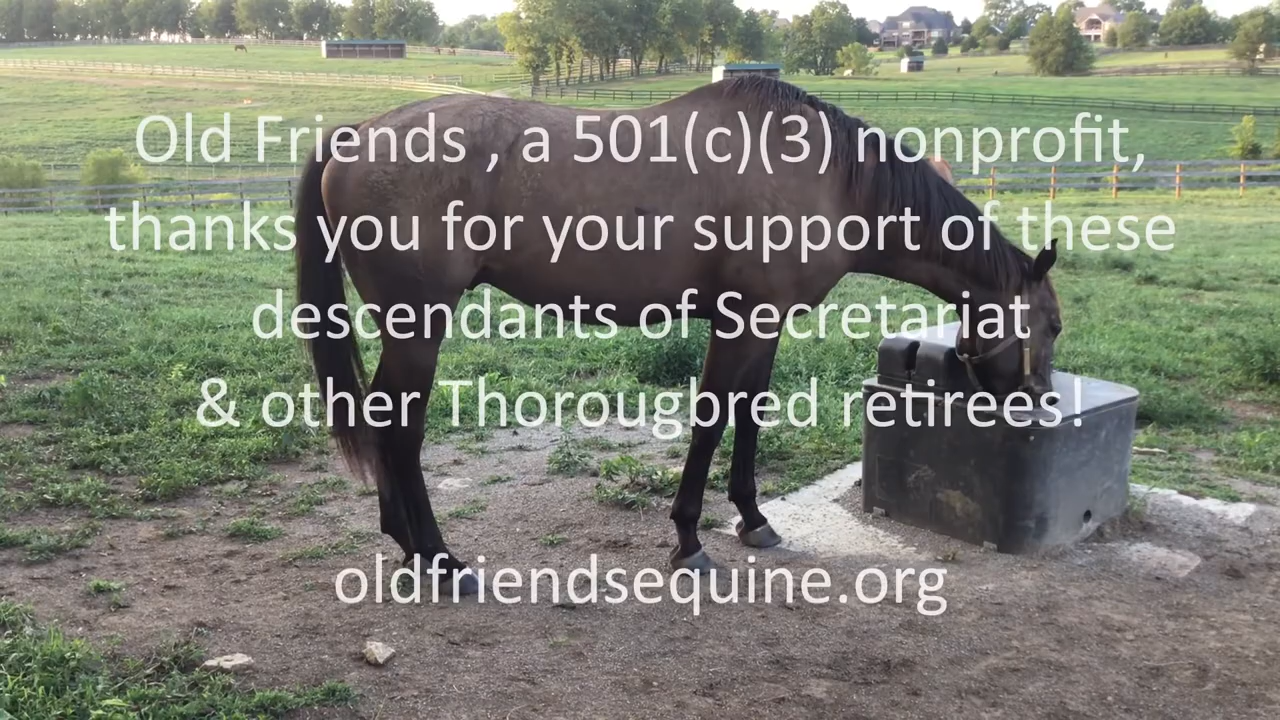 Old Friends , a 501(c)(3) nonprofit,
thanks you for your support of these
descendants of Secretariat
& other Thorougbred retirees!
oldfriendsequine.org